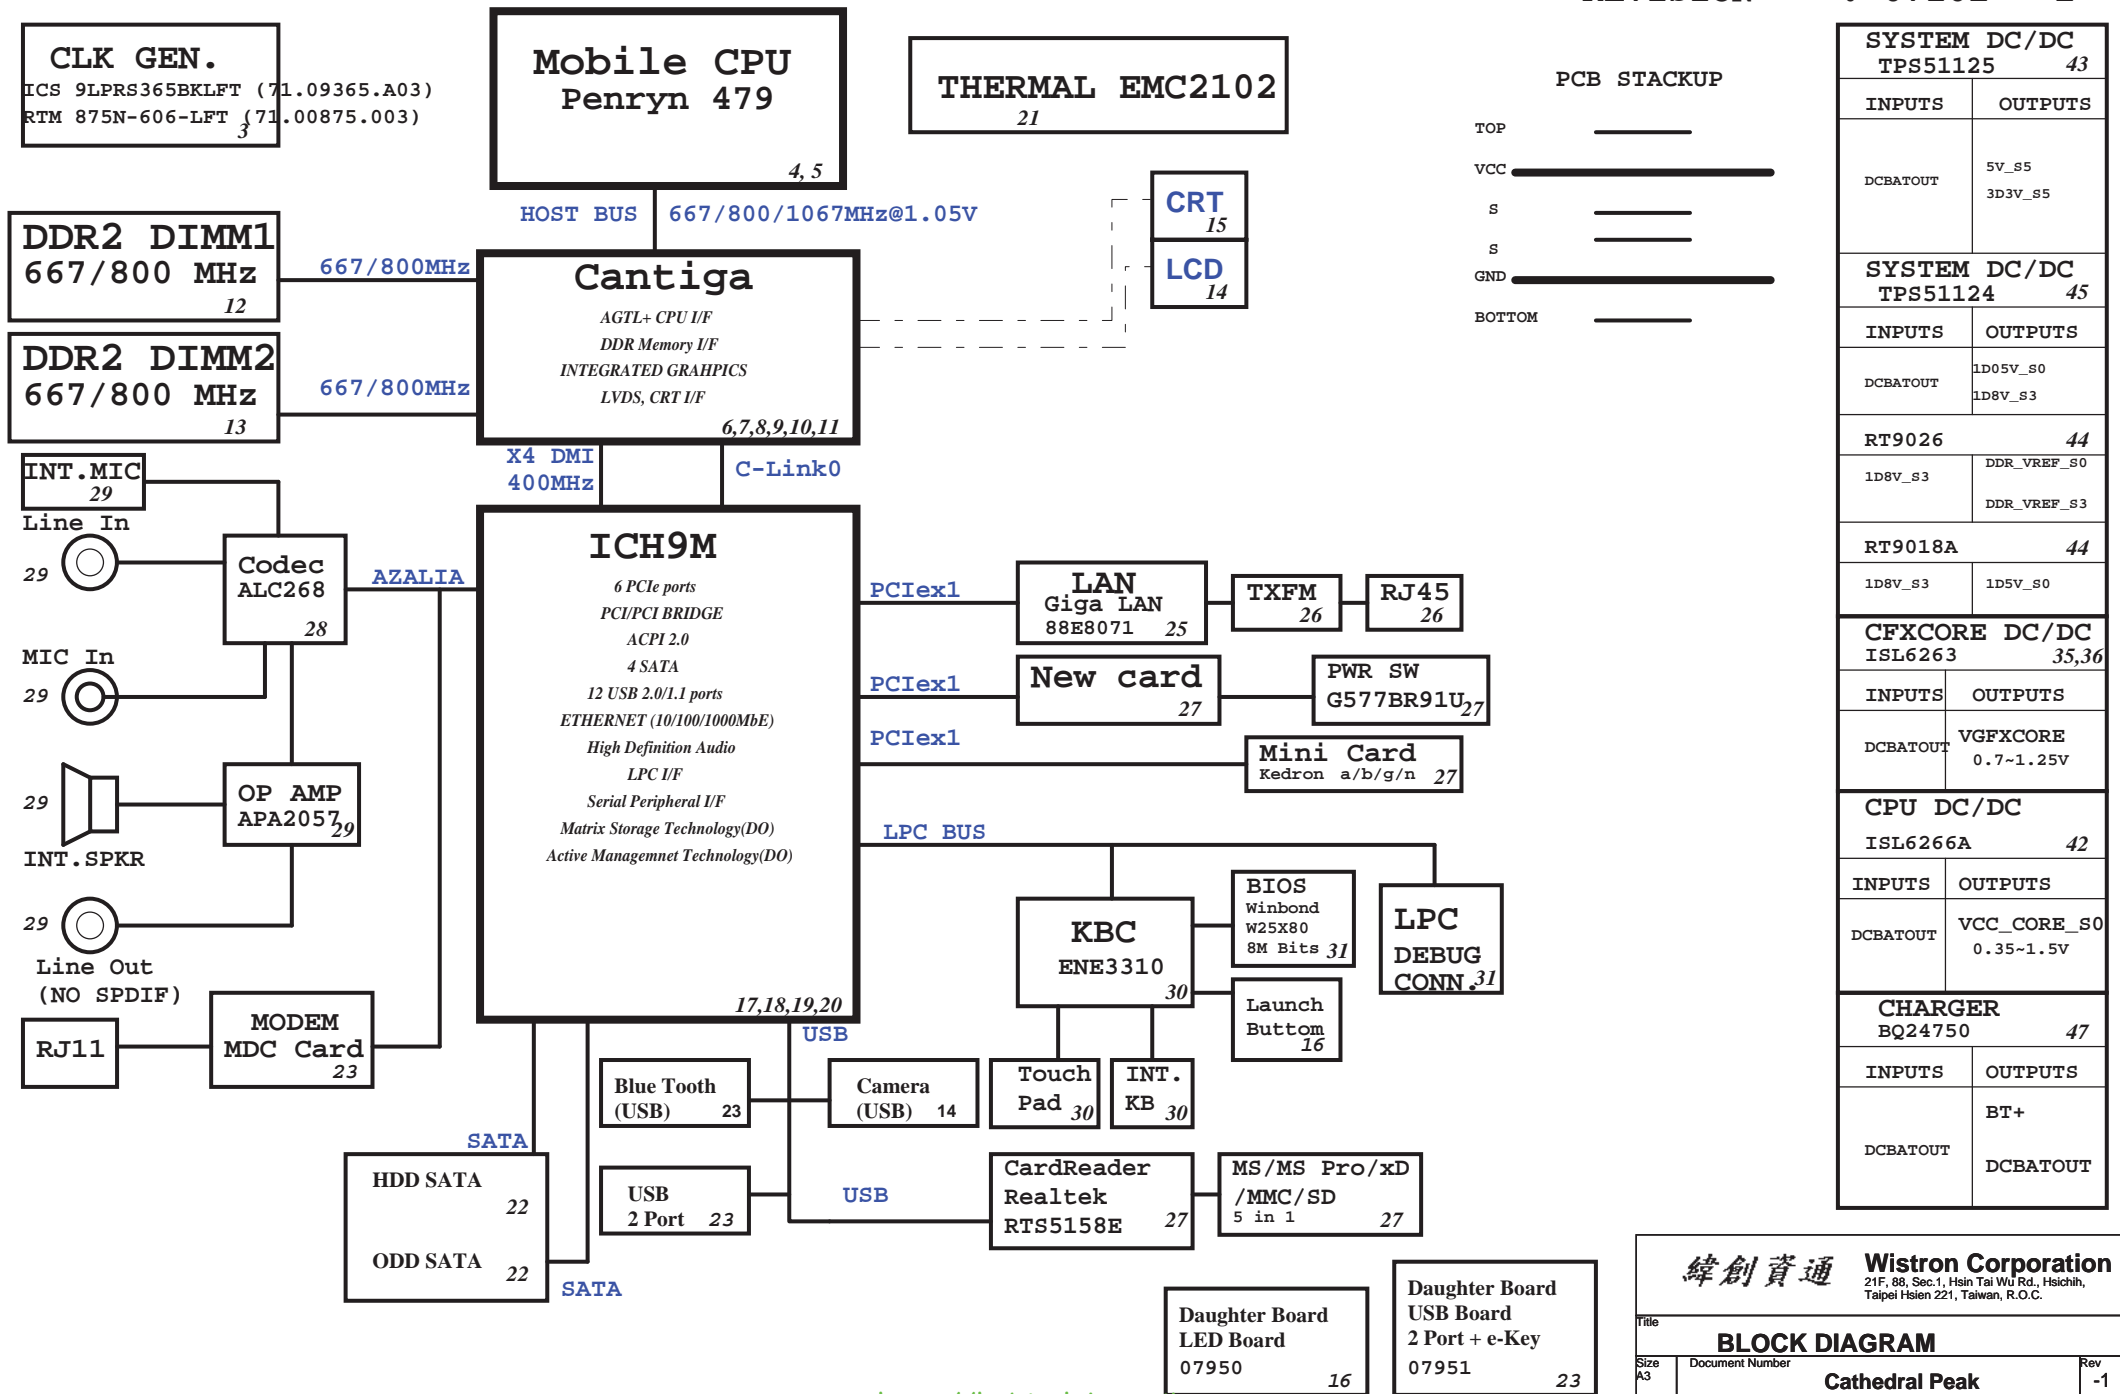 CLK GEN.
ICS 9LPRS365BKLFT (71.09365.A03)
RTM 875N-606-LFT (71.00875.003)
3
Mobile CPU
Penryn 479
4, 5
THERMAL EMC2102
21
PCB STACKUP
TOP
VCC
S
S
GND
BOTTOM
HOST BUS
667/800/1067MHz@1.05V
CRT
15
LCD
14
DDR2 DIMM1
667/800 MHz
12
667/800MHz
DDR2 DIMM2
667/800 MHz
13
667/800MHz
Cantiga
AGTL+ CPU I/F
DDR Memory I/F
INTEGRATED GRAHPICS
LVDS, CRT I/F
6,7,8,9,10,11
X4 DMI
400MHz
C-Link0
INT.MIC
29
Line In
29
Codec
ALC268
28
AZALIA
MIC In
29
OP AMP
APA2057
29
29
INT.SPKR
29
Line Out
(NO SPDIF)
RJ11
MODEM
MDC Card
23
ICH9M
6 PCIe ports
PCI/PCI BRIDGE
ACPI 2.0
4 SATA
12 USB 2.0/1.1 ports
ETHERNET (10/100/1000MbE)
High Definition Audio
LPC I/F
Serial Peripheral I/F
Matrix Storage Technology(DO)
Active Managemnet Technology(DO)
17,18,19,20
PCIex1
LAN
Giga LAN
88E8071
25
TXFM
26
RJ45
26
PCIex1
New card
27
PWR SW
G577BR91U
27
PCIex1
Mini Card
Kedron a/b/g/n
27
LPC BUS
KBC
ENE3310
30
BIOS
Winbond
W25X80
8M Bits
31
LPC
DEBUG
CONN.
31
Launch
Buttom
16
Touch
Pad
30
INT.
KB
30
USB
Blue Tooth
(USB)
23
Camera
(USB)
14
USB
2 Port
23
USB
CardReader
Realtek
RTS5158E
27
MS/MS Pro/xD
/MMC/SD
5 in 1
27
SATA
HDD SATA
22
ODD SATA
22
SATA
Daughter Board
LED Board
07950
16
Daughter Board
USB Board
2 Port + e-Key
07951
23
SYSTEM DC/DC
TPS51125
43
INPUTS
OUTPUTS
DCBATOUT
5V_S5
3D3V_S5
SYSTEM DC/DC
TPS51124
45
INPUTS
OUTPUTS
DCBATOUT
1D05V_S0
1D8V_S3
RT9026
44
1D8V_S3
DDR_VREF_S0
DDR_VREF_S3
RT9018A
44
1D8V_S3
1D5V_S0
CFXCORE DC/DC
ISL6263
35,36
INPUTS
OUTPUTS
DCBATOUT
VGFXCORE
0.7~1.25V
CPU DC/DC
ISL6266A
42
INPUTS
OUTPUTS
DCBATOUT
VCC_CORE_S0
0.35~1.5V
CHARGER
BQ24750
47
INPUTS
OUTPUTS
DCBATOUT
BT+
DCBATOUT
緯創資通
Wistron Corporation
21F, 88, Sec.1, Hsin Tai Wu Rd., Hsichih,
Taipei Hsien 221, Taiwan, R.O.C.
Title
BLOCK DIAGRAM
Size
A3
Document Number
Cathedral Peak
Rev
-1